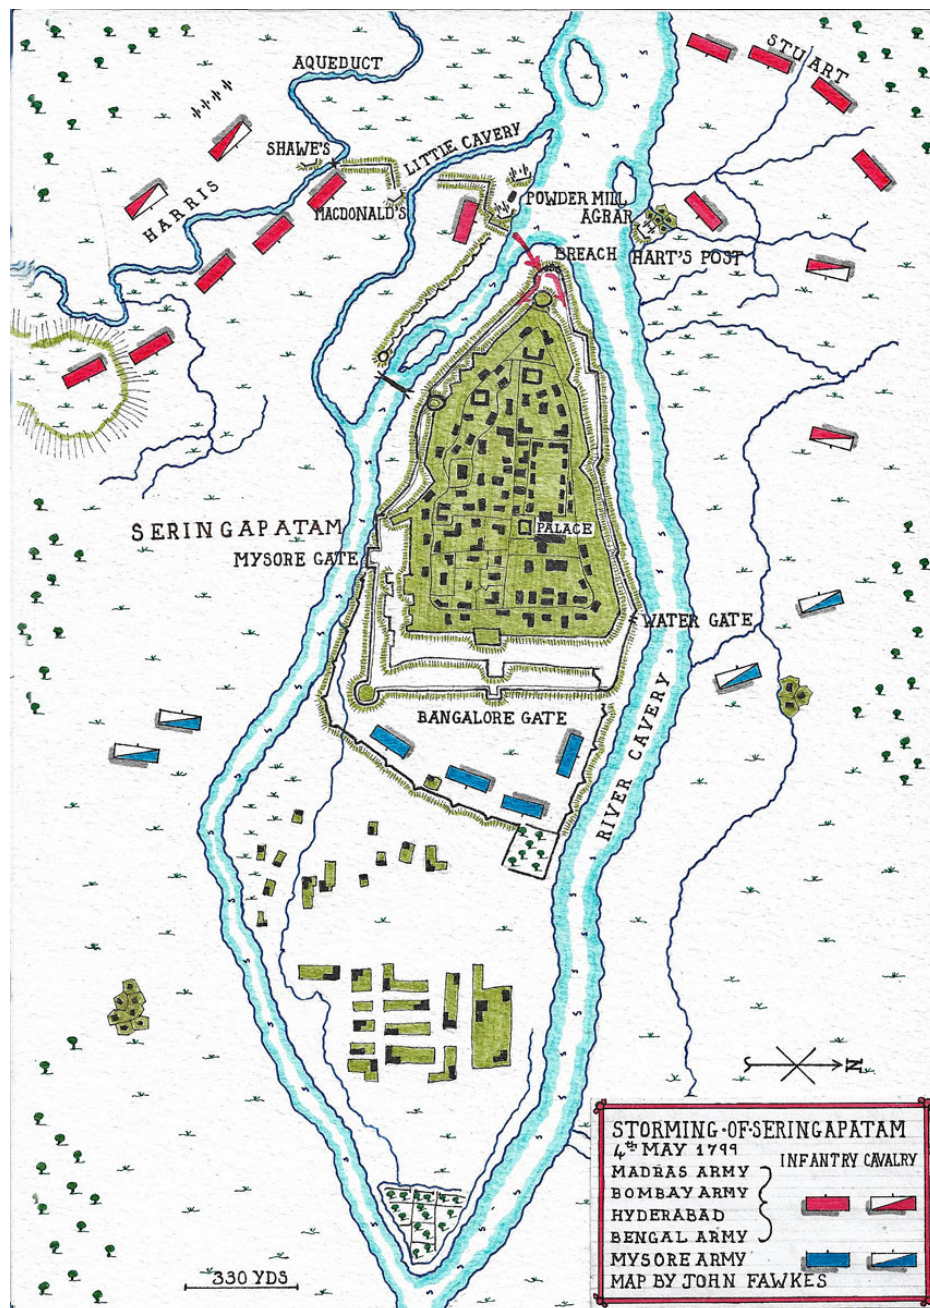 STUART
AQUEDUCT
SHAWE'S
LITTLE CAVERY
HARRIS
MACDONALD'S
POWDER MILL
AGRAR
BREACH
HART'S POST
SERINGAPATAM
PALACE
MYSORE GATE
WATER GATE
BANGALORE GATE
RIVER CAVERY
N
330 YDS
STORMING·OF·SERINGAPATAM
4TH MAY 1799
INFANTRY CAVALRY
MADRAS ARMY
BOMBAY ARMY
HYDERABAD
BENGAL ARMY
MYSORE ARMY
MAP BY JOHN FAWKES